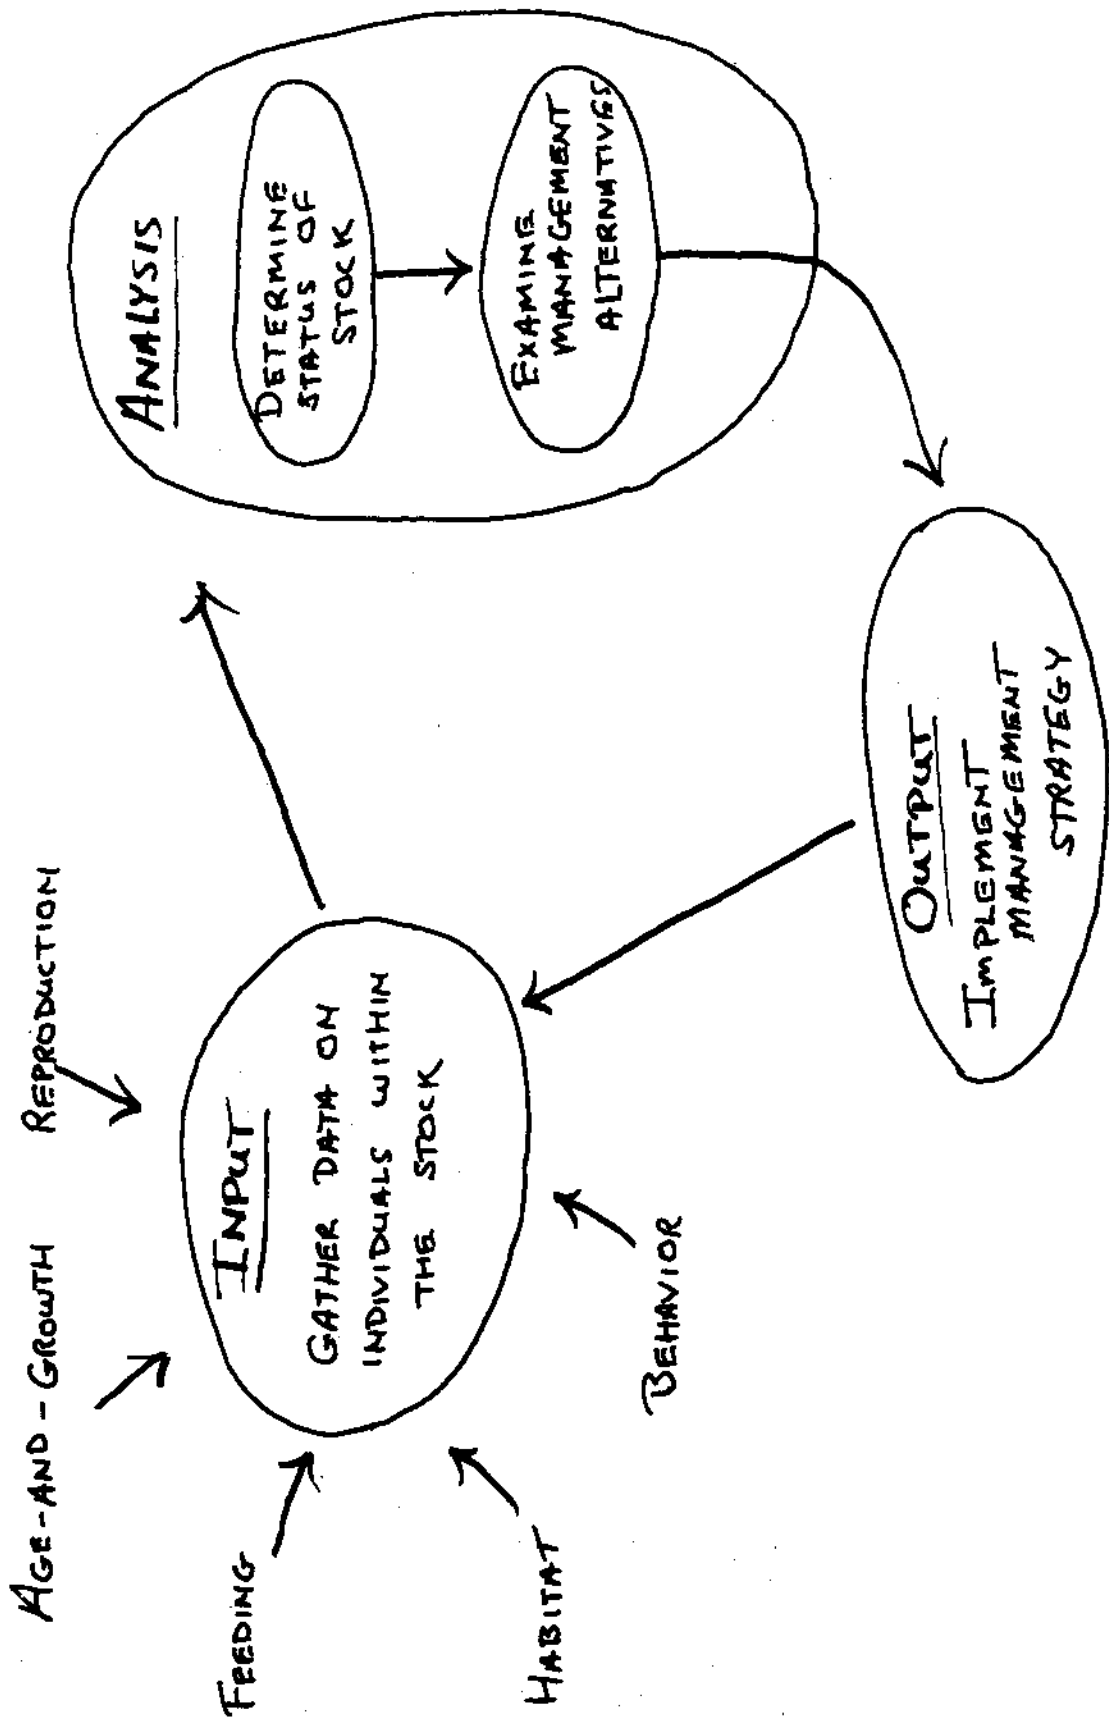 AGE-AND-GROWTH
REPRODUCTION
FEEDING
HABITAT
BEHAVIOR
INPUT
GATHER DATA ON
INDIVIDUALS WITHIN
THE STOCK
ANALYSIS
DETERMINE
STATUS OF
STOCK
EXAMINE
MANAGEMENT
ALTERNATIVES
OUTPUT
IMPLEMENT
MANAGEMENT
STRATEGY